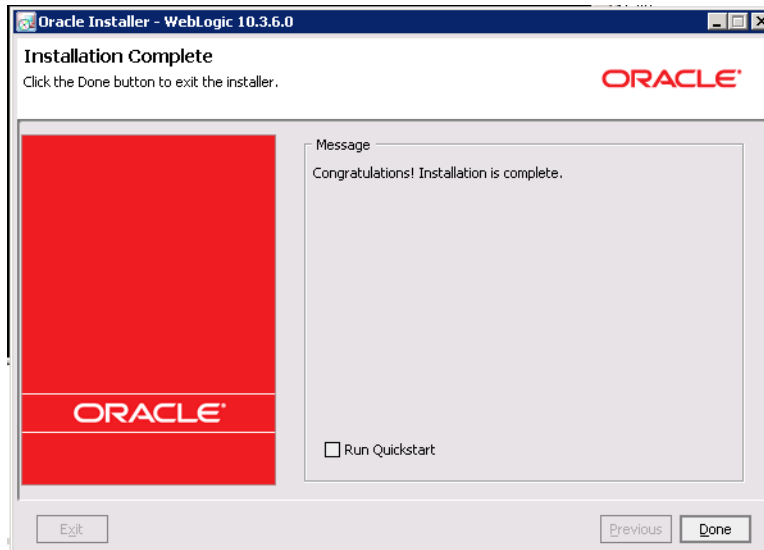 Oracle Installer - WebLogic 10.3.6.0
Installation Complete
Click the Done button to exit the installer.
ORACLE
Message
Congratulations! Installation is complete.
ORACLE
Run Quickstart
Exit
Previous
Done